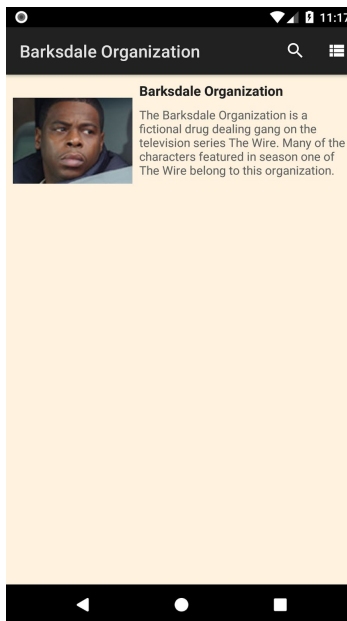 11:17
Barksdale Organization
Barksdale Organization
The Barksdale Organization is a
fictional drug dealing gang on the
television series The Wire. Many of the
characters featured in season one of
The Wire belong to this organization.